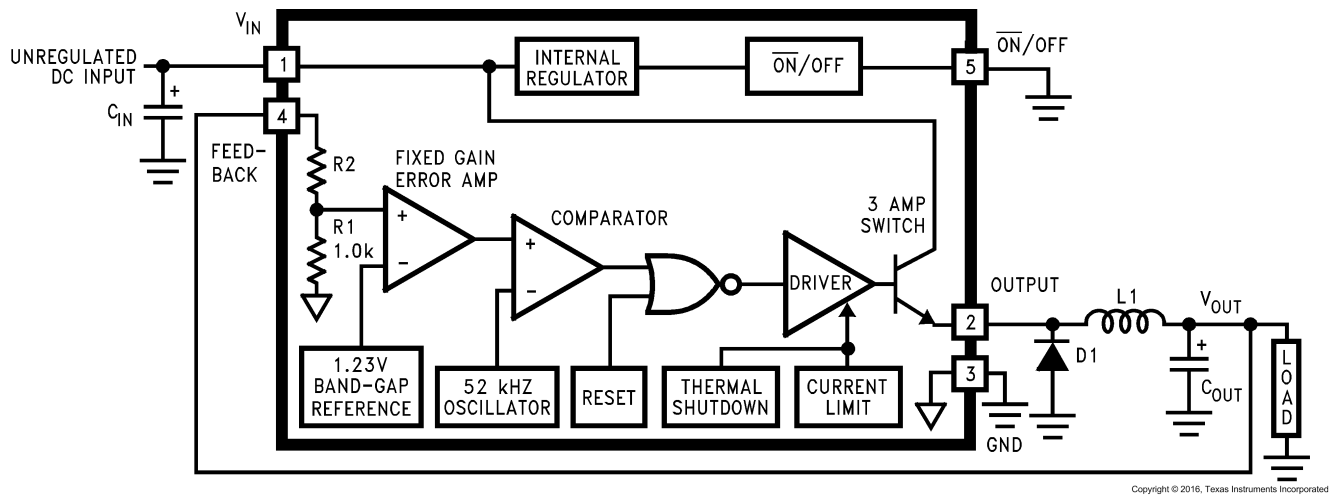 V_IN
UNREGULATED
DC INPUT
+
C_IN
1
INTERNAL
REGULATOR
O̅N̅/OFF
5
O̅N̅/OFF
4
FEED-
BACK
R2
R1
1.0k
FIXED GAIN
ERROR AMP
+
−
COMPARATOR
+
−
3 AMP
SWITCH
DRIVER
OUTPUT
2
L1
V_OUT
D1
+
C_OUT
LOAD
3
GND
1.23V
BAND-GAP
REFERENCE
52 kHZ
OSCILLATOR
RESET
THERMAL
SHUTDOWN
CURRENT
LIMIT
Copyright © 2016, Texas Instruments Incorporated